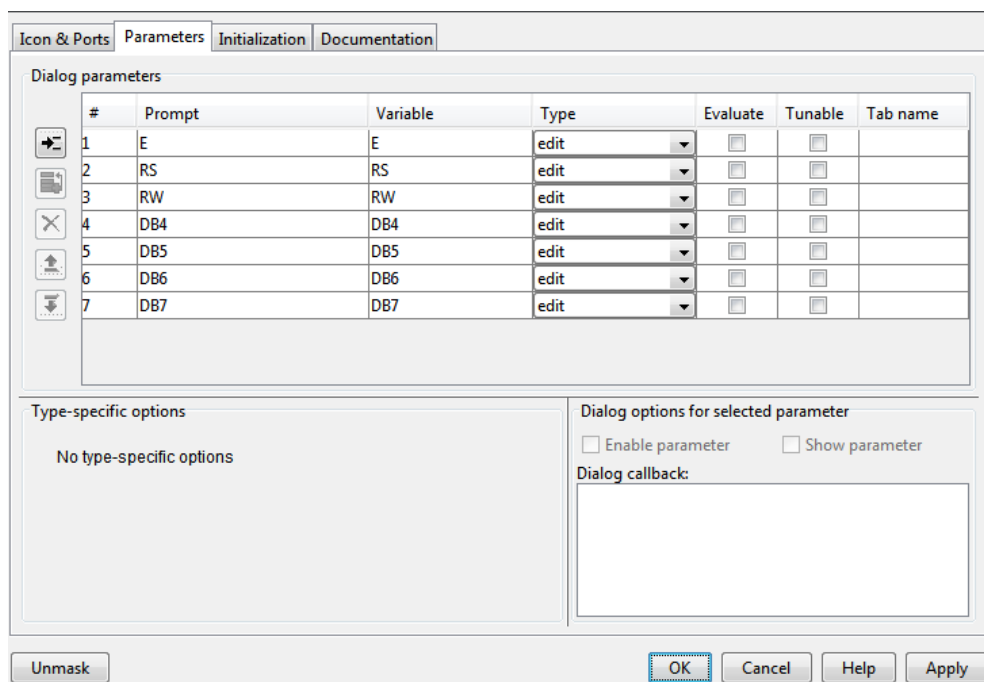 Icon & Ports Parameters Initialization Documentation
Dialog parameters
# Prompt Variable Type Evaluate Tunable Tab name
1 E E edit
2 RS RS edit
3 RW RW edit
4 DB4 DB4 edit
5 DB5 DB5 edit
6 DB6 DB6 edit
7 DB7 DB7 edit
Type-specific options
No type-specific options
Dialog options for selected parameter
Enable parameter Show parameter
Dialog callback:
Unmask OK Cancel Help Apply